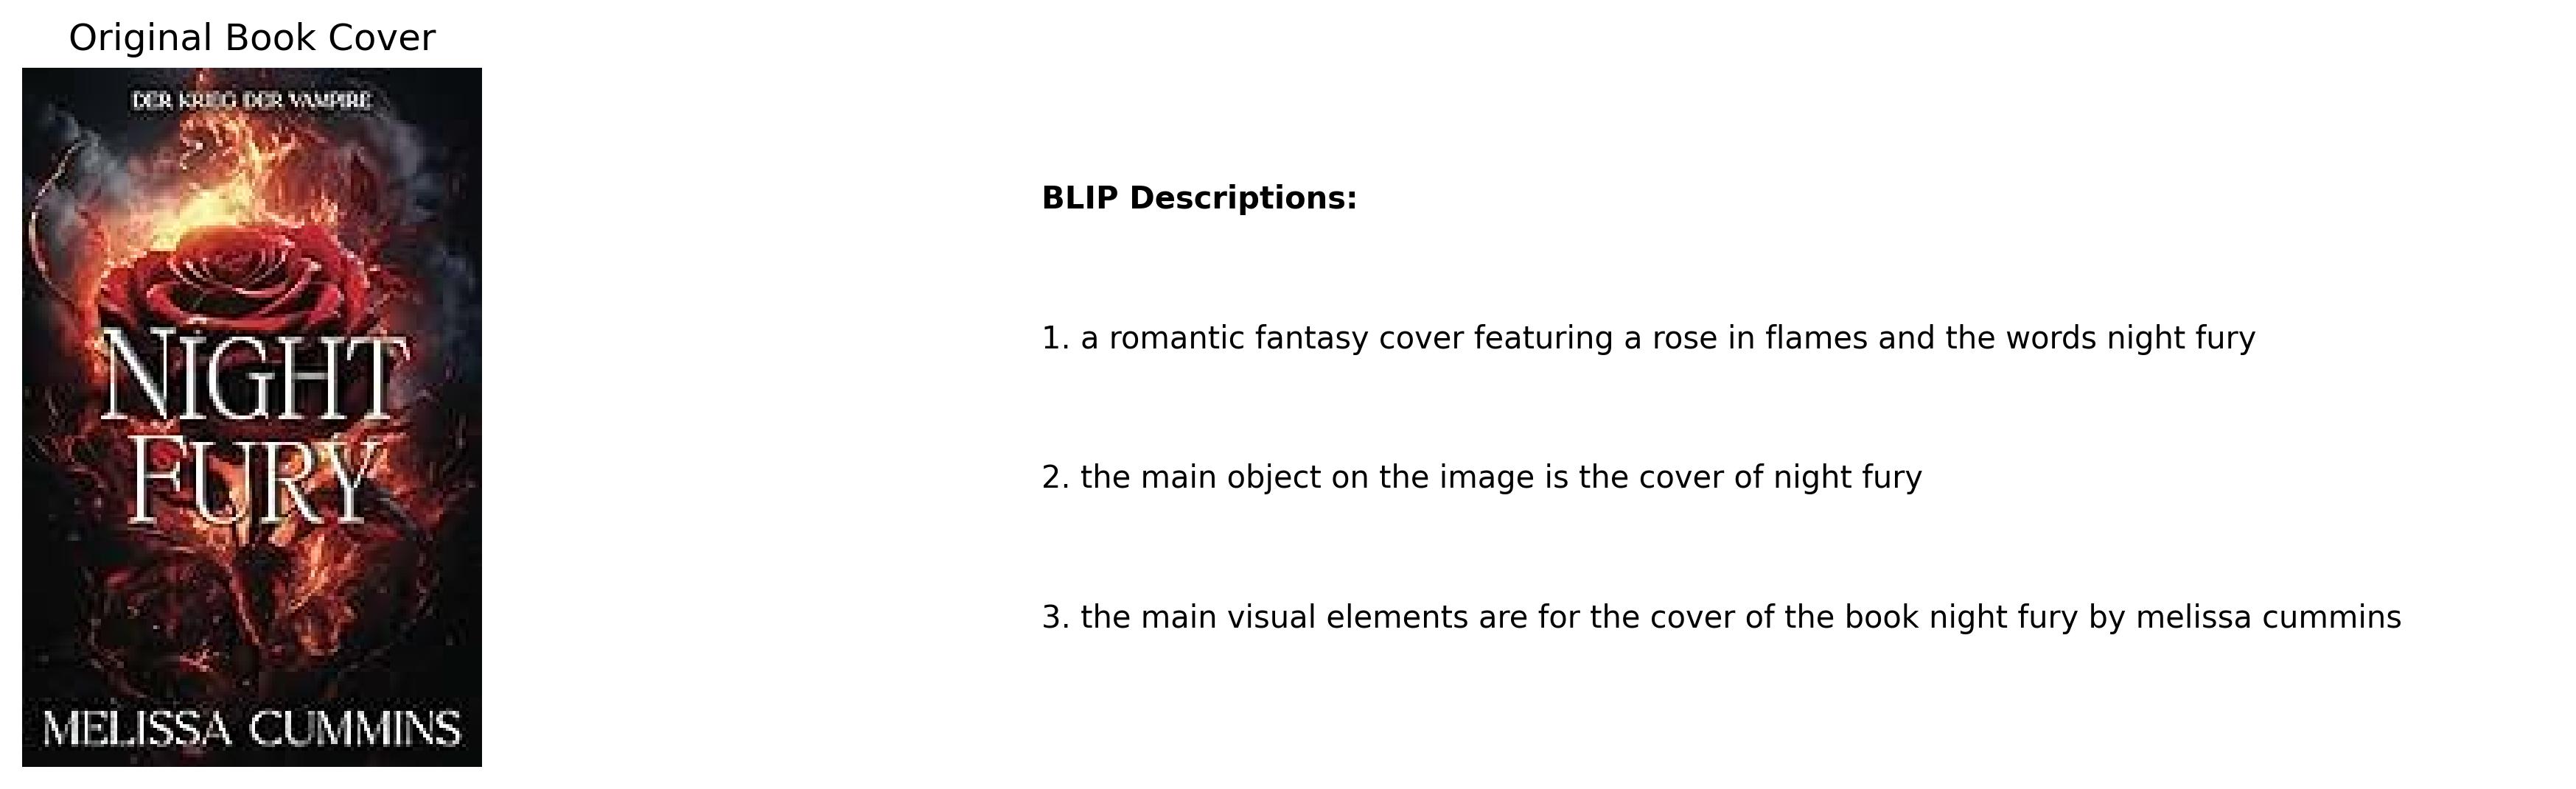 Original Book Cover
DER KRIEG DER VAMPIRE
NIGHT
FURY
MELISSA CUMMINS
BLIP Descriptions:
1. a romantic fantasy cover featuring a rose in flames and the words night fury
2. the main object on the image is the cover of night fury
3. the main visual elements are for the cover of the book night fury by melissa cummins